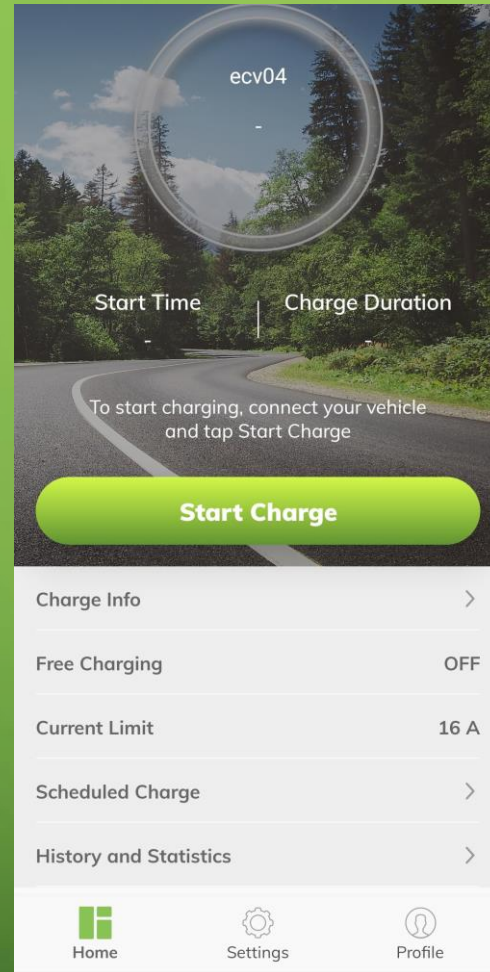 ecv04
-
Start Time
Charge Duration
-
-
To start charging, connect your vehicle
and tap Start Charge
Start Charge
Charge Info
Free Charging OFF
Current Limit 16 A
Scheduled Charge
History and Statistics
Home Settings Profile